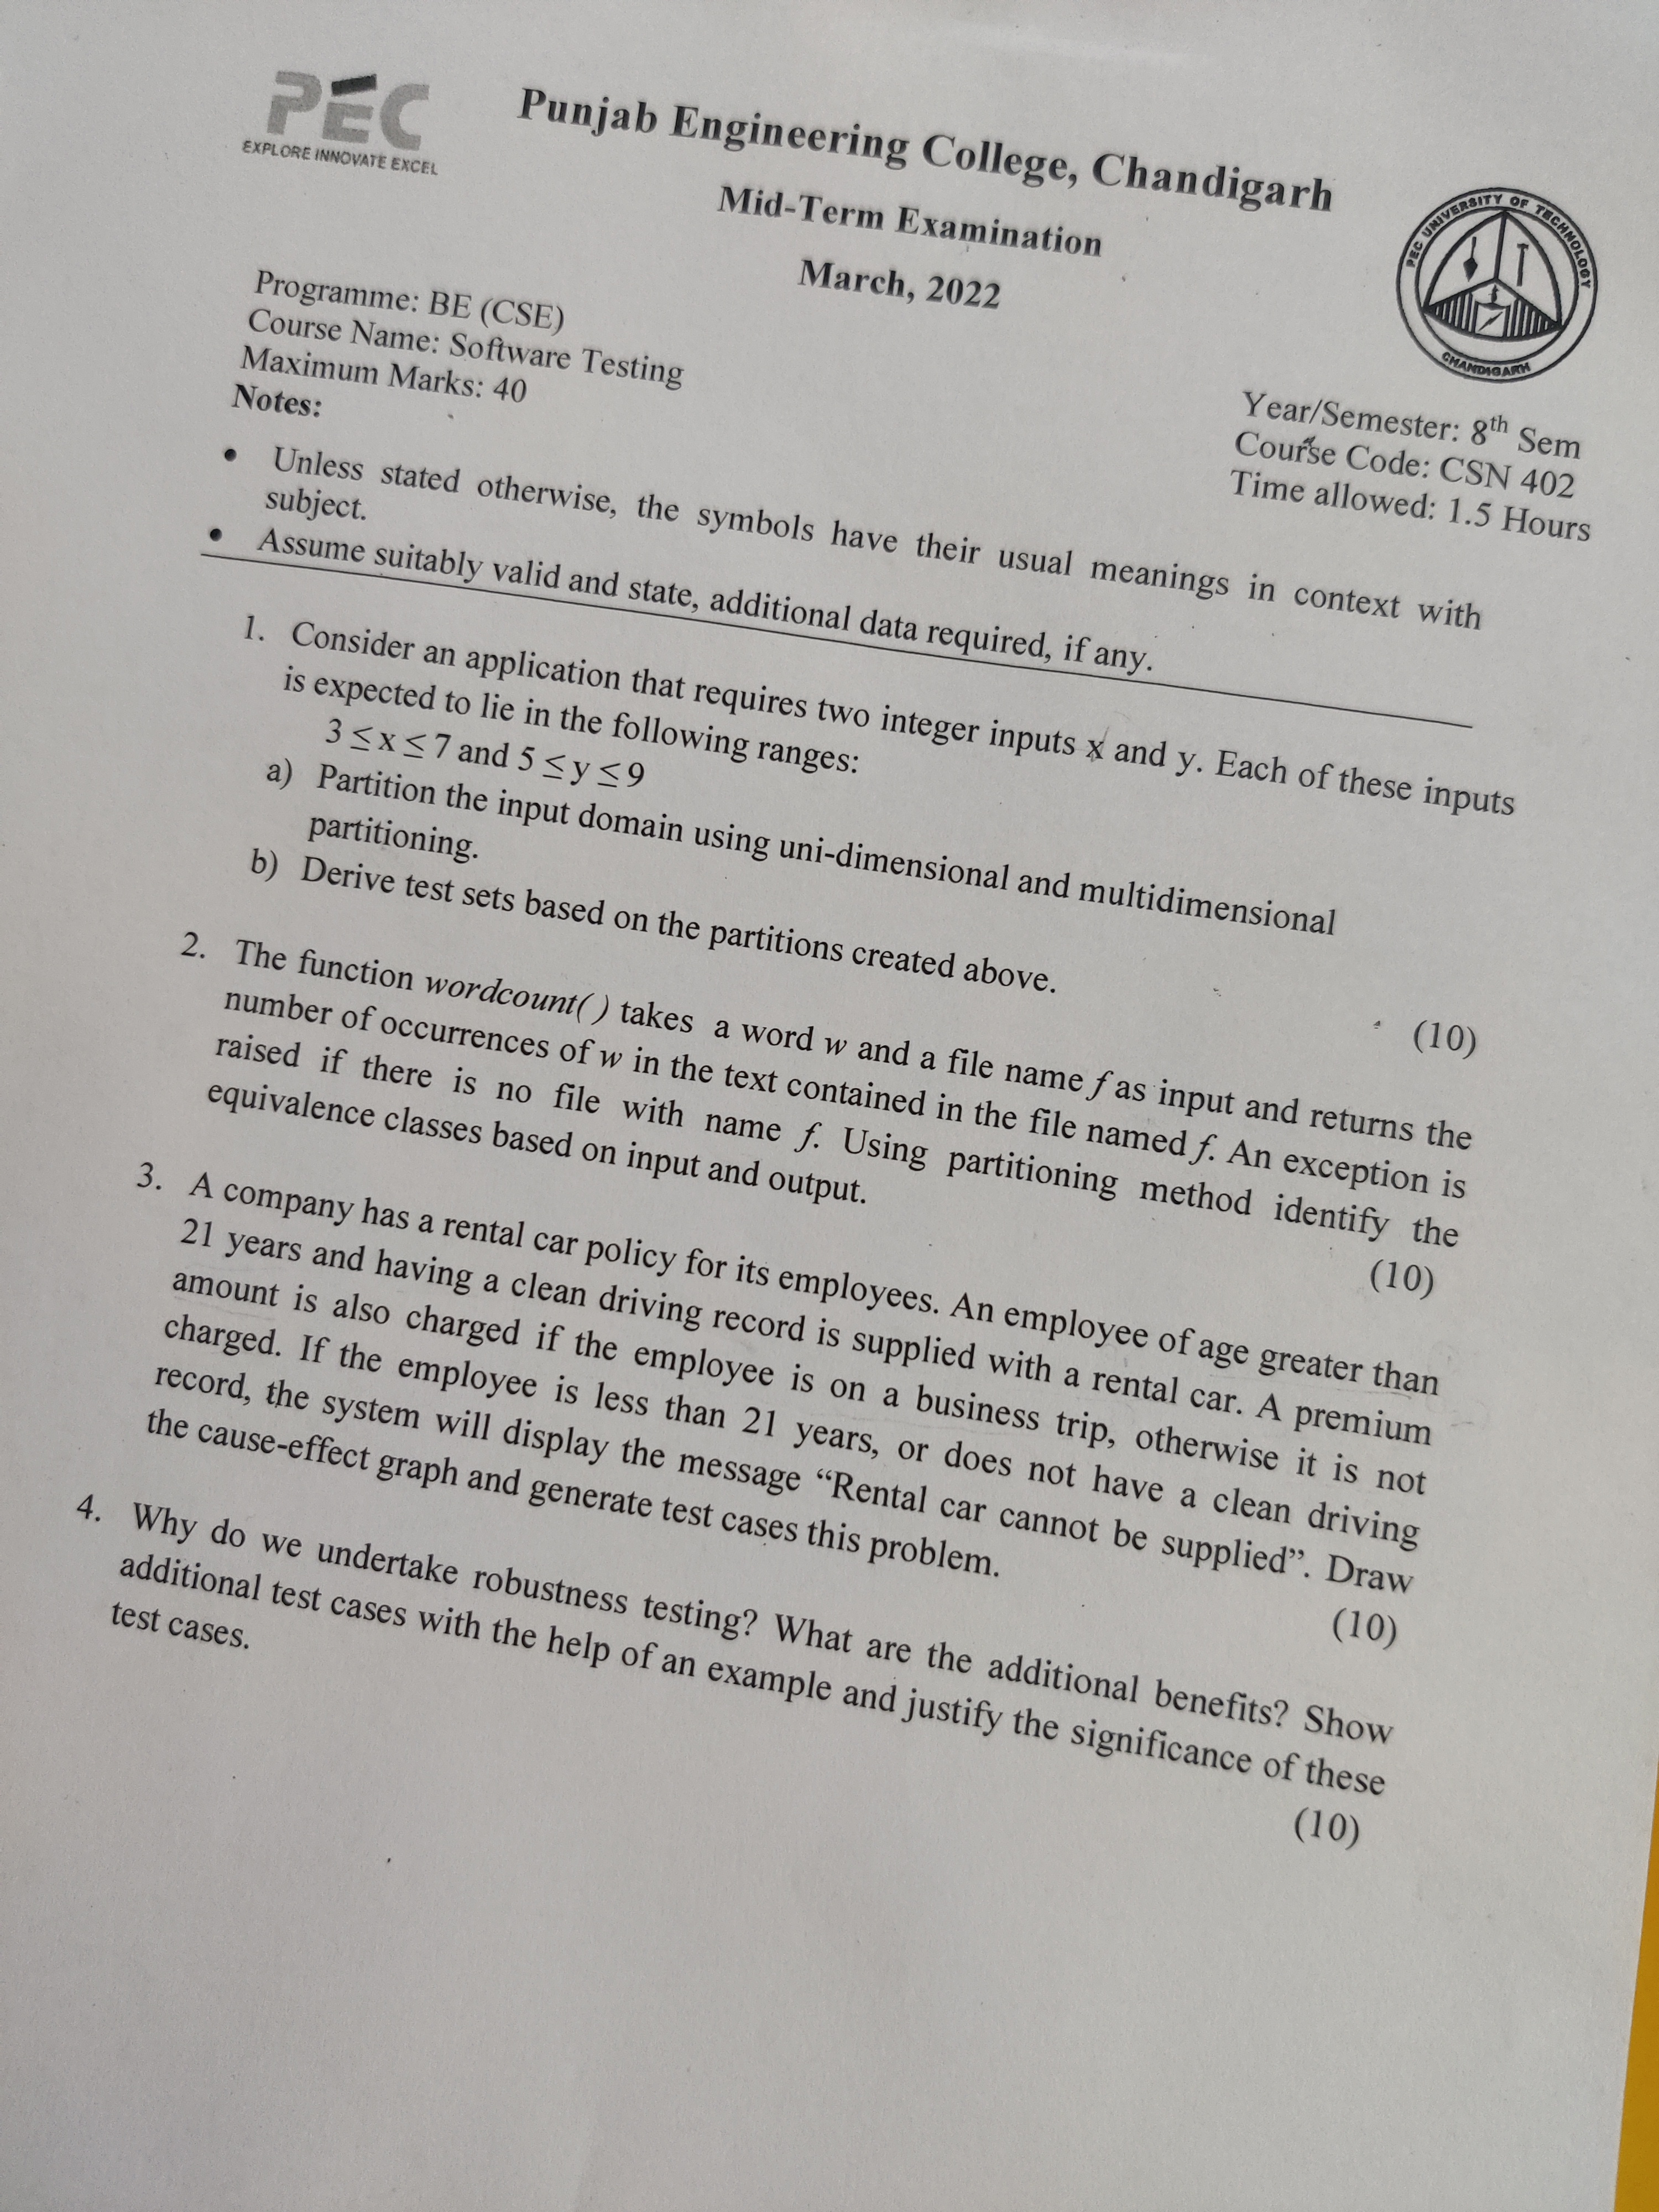 PEC
EXPLORE INNOVATE EXCEL
Punjab Engineering College, Chandigarh
Mid-Term Examination
March, 2022
PEC UNIVERSITY OF TECHNOLOGY
CHANDIGARH
Programme: BE (CSE)
Course Name: Software Testing
Maximum Marks: 40
Year/Semester: 8th Sem
Course Code: CSN 402
Time allowed: 1.5 Hours
Notes:
• Unless stated otherwise, the symbols have their usual meanings in context with
subject.
• Assume suitably valid and state, additional data required, if any.
1. Consider an application that requires two integer inputs x and y. Each of these inputs
is expected to lie in the following ranges:
3 ≤ x ≤ 7 and 5 ≤ y ≤ 9
a) Partition the input domain using uni-dimensional and multidimensional
partitioning.
b) Derive test sets based on the partitions created above.
(10)
2. The function wordcount( ) takes a word w and a file name f as input and returns the
number of occurrences of w in the text contained in the file named f. An exception is
raised if there is no file with name f. Using partitioning method identify the
equivalence classes based on input and output.
(10)
3. A company has a rental car policy for its employees. An employee of age greater than
21 years and having a clean driving record is supplied with a rental car. A premium
amount is also charged if the employee is on a business trip, otherwise it is not
charged. If the employee is less than 21 years, or does not have a clean driving
record, the system will display the message “Rental car cannot be supplied”. Draw
the cause-effect graph and generate test cases this problem.
(10)
4. Why do we undertake robustness testing? What are the additional benefits? Show
additional test cases with the help of an example and justify the significance of these
test cases.
(10)